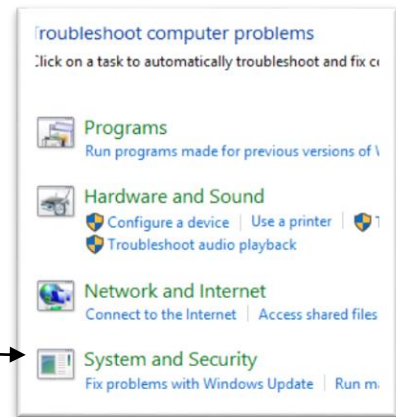 roubleshoot computer problems
lick on a task to automatically troubleshoot and fix
Programs
Run programs made for previous versions of
Hardware and Sound
Configure a device | Use a printer |
Troubleshoot audio playback
Network and Internet
Connect to the Internet | Access shared files
System and Security
Fix problems with Windows Update | Run